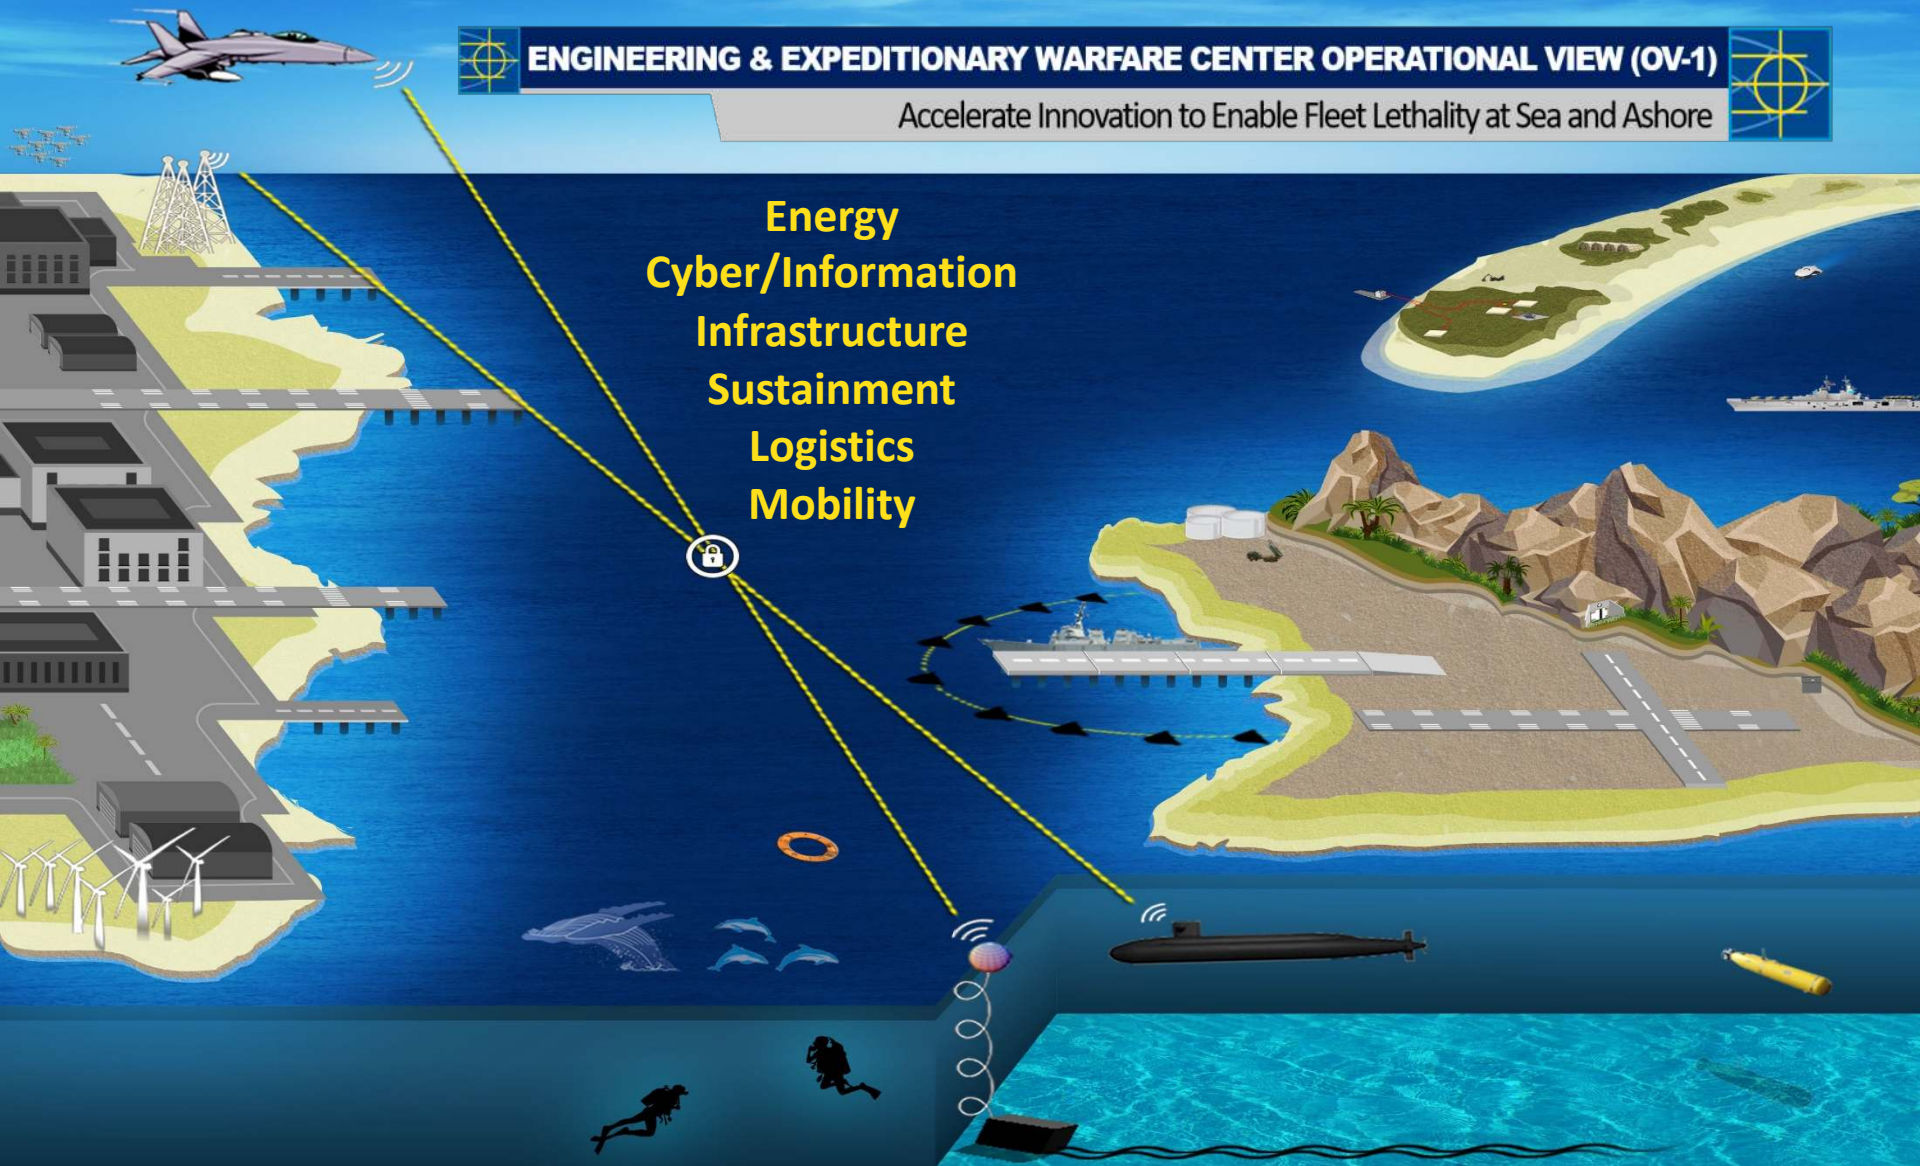 ENGINEERING & EXPEDITIONARY WARFARE CENTER OPERATIONAL VIEW (OV-1)
Accelerate Innovation to Enable Fleet Lethality at Sea and Ashore
Energy
Cyber/Information
Infrastructure
Sustainment
Logistics
Mobility